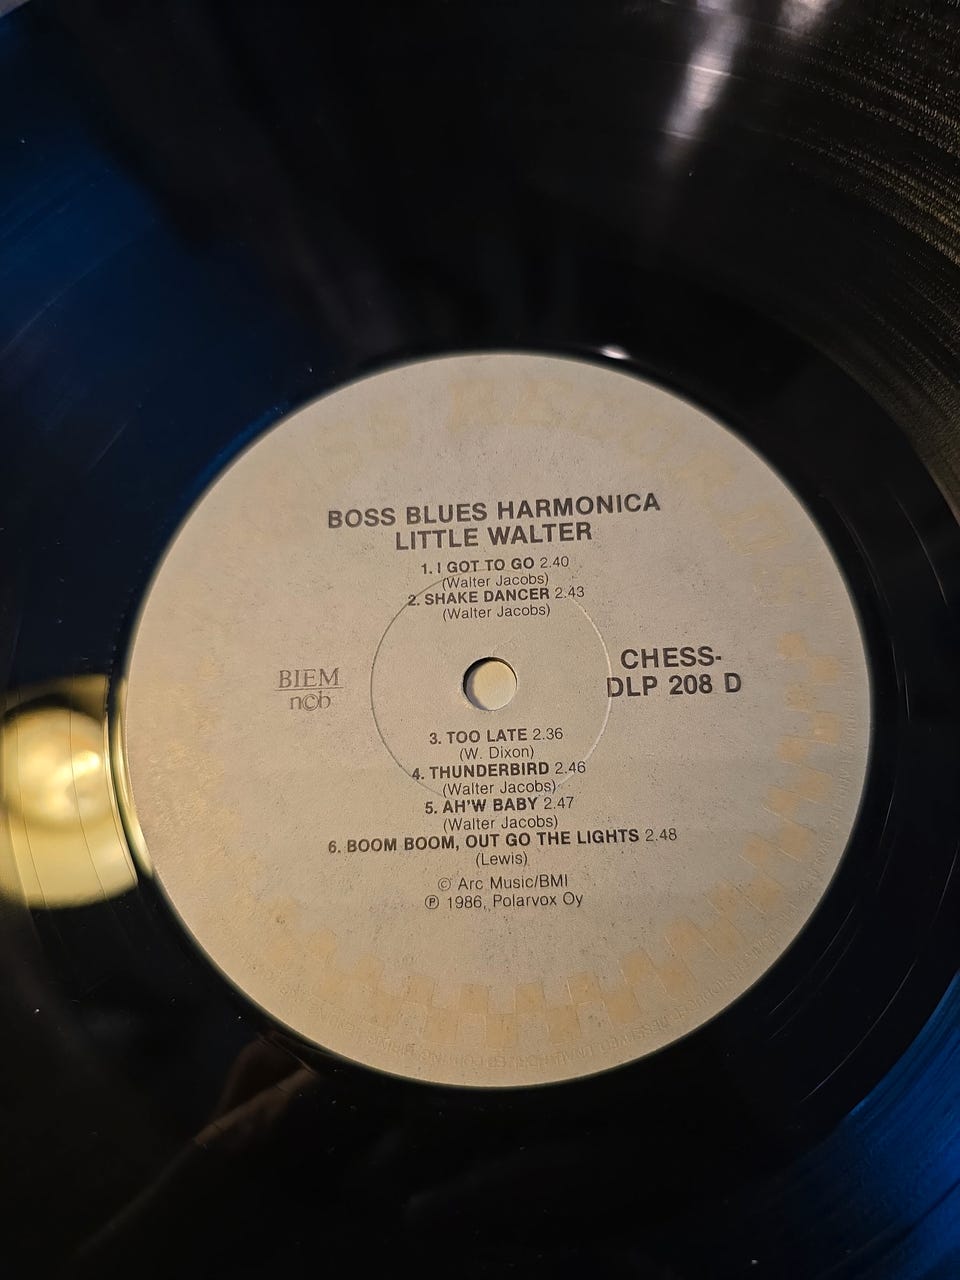 BOSS BLUES HARMONICA
LITTLE WALTER
1. I GOT TO GO 2.40
(Walter Jacobs)
2. SHAKE DANCER 2.43
(Walter Jacobs)
BIEM
n©b
CHESS-
DLP 208 D
3. TOO LATE 2.36
(W. Dixon)
4. THUNDERBIRD 2.46
(Walter Jacobs)
5. AH'W BABY 2.47
(Walter Jacobs)
6. BOOM BOOM, OUT GO THE LIGHTS 2.48
(Lewis)
© Arc Music/BMI
℗ 1986, Polarvox Oy